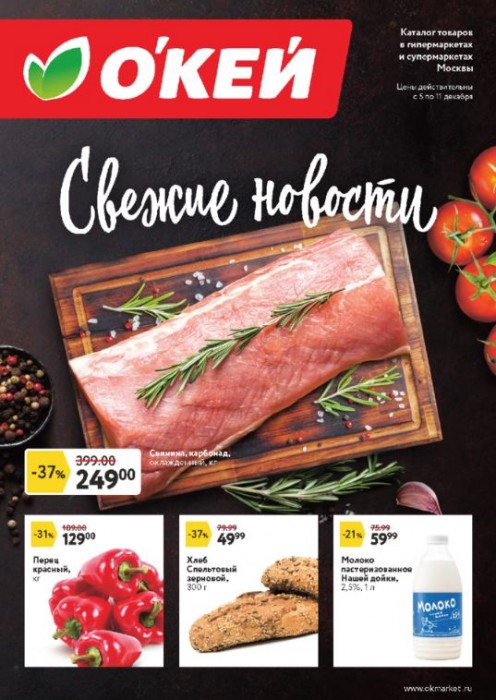 О'КЕЙ
Каталог товаров
в гипермаркетах
и супермаркетах
Москвы
Цены действительны
с 5 по 11 декабря
Свежие новости
-37%
399.00
249 00
Свинина, карбонад,
охлажденный, кг
-31%
189.00
129 00
Перец
красный,
кг
-37%
79.99
49 99
Хлеб
Спельтовый
зерновой,
300 г
-21%
75.99
59 99
Молоко
пастеризованное
Нашей дойки,
2,5%, 1 л
Молоко
www.okmarket.ru